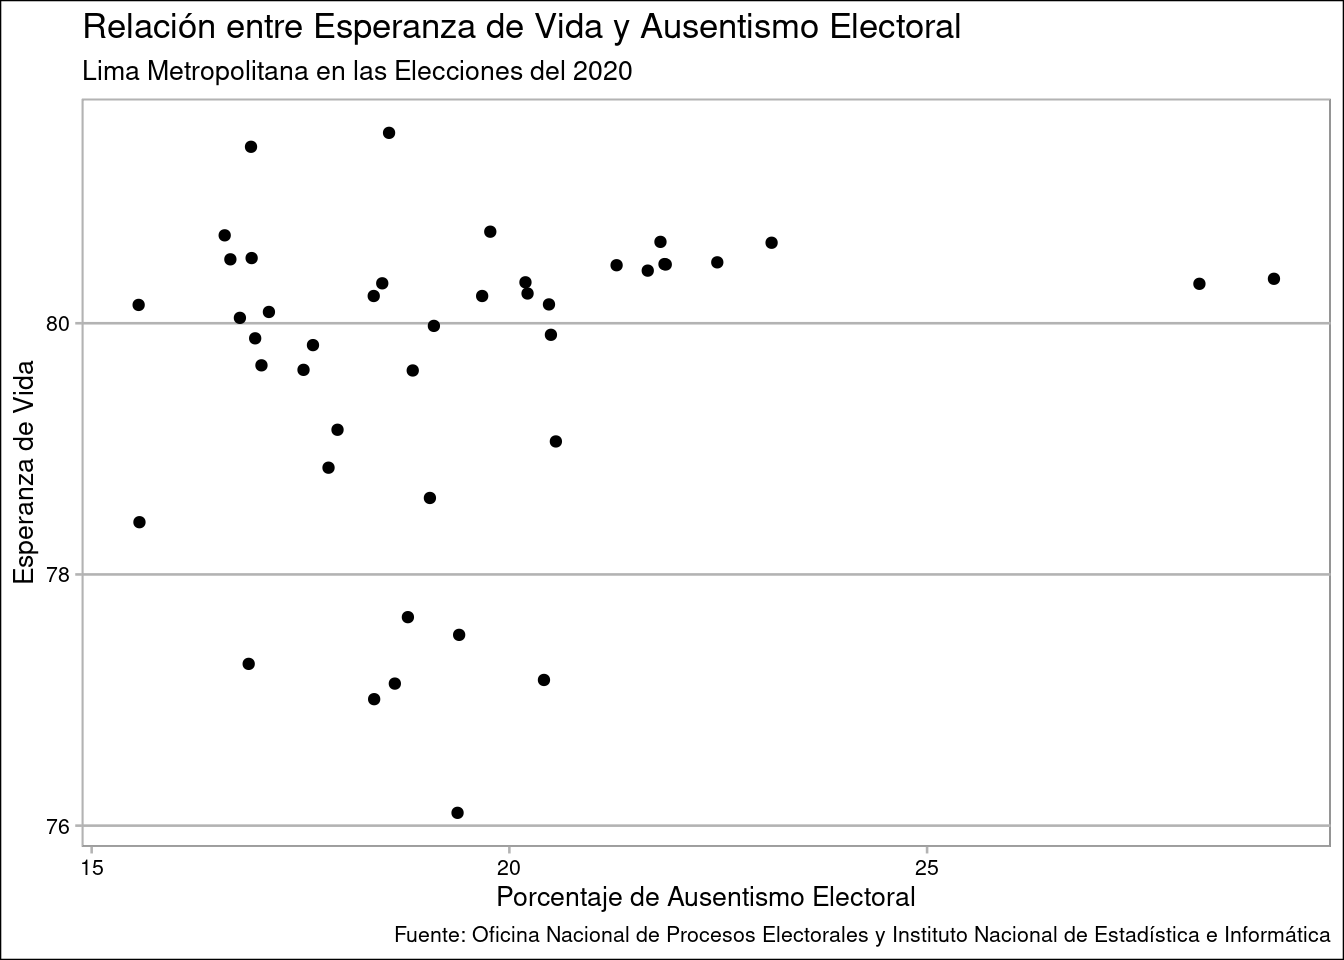 Relación entre Esperanza de Vida y Ausentismo Electoral
Lima Metropolitana en las Elecciones del 2020
Esperanza de Vida
80
78
76
15
20
25
Porcentaje de Ausentismo Electoral
Fuente: Oficina Nacional de Procesos Electorales y Instituto Nacional de Estadística e Informática